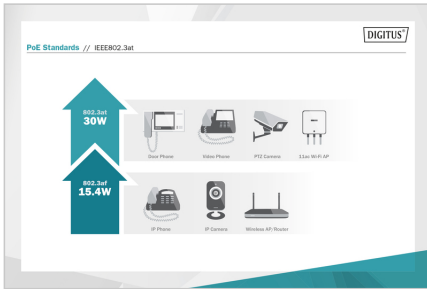 DIGITUS®
PoE Standards // IEEE802.3at
802.3at
30W
Door Phone
Video Phone
PTZ Camera
11ac Wi-Fi AP
802.3af
15.4W
IP Phone
IP Camera
Wireless AP/Router